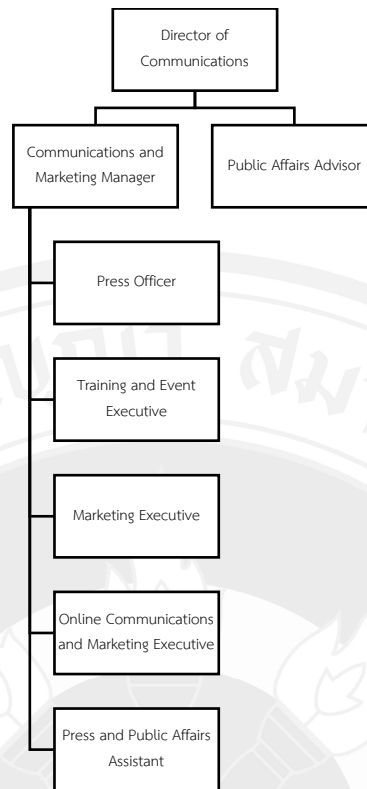 Director of
Communications
Communications and
Marketing Manager
Public Affairs Advisor
Press Officer
Training and Event
Executive
Marketing Executive
Online Communications
and Marketing Executive
Press and Public Affairs
Assistant